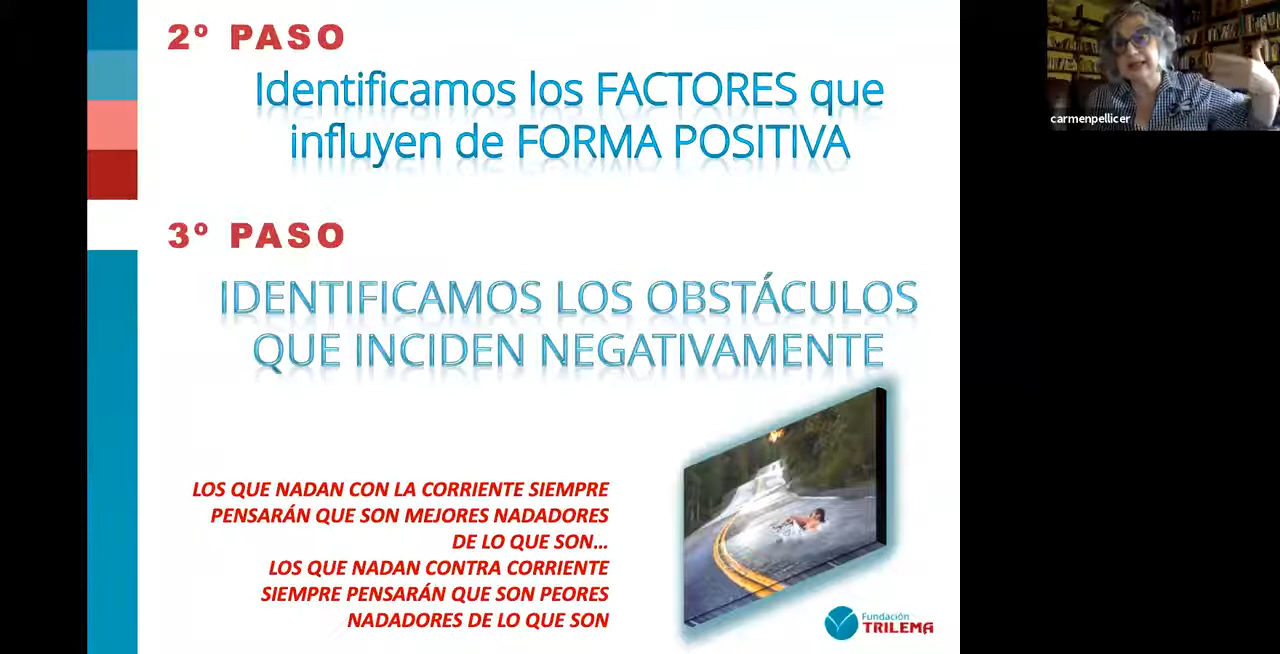 2º PASO
Identificamos los FACTORES que
influyen de FORMA POSITIVA
3º PASO
IDENTIFICAMOS LOS OBSTÁCULOS
QUE INCIDEN NEGATIVAMENTE
LOS QUE NADAN CON LA CORRIENTE SIEMPRE
PENSARÁN QUE SON MEJORES NADADORES
DE LO QUE SON...
LOS QUE NADAN CONTRA CORRIENTE
SIEMPRE PENSARÁN QUE SON PEORES
NADADORES DE LO QUE SON
Fundación
TRILEMA
carmenpellicer